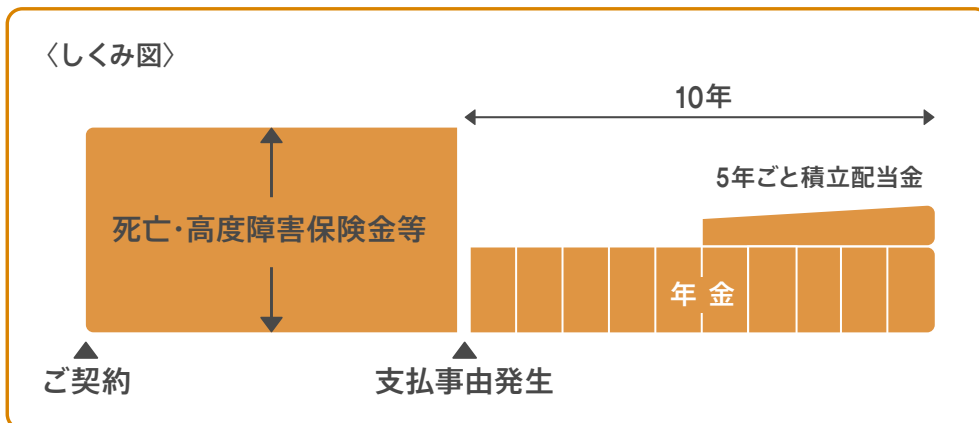 〈しくみ図〉
10年
5年ごと積立配当金
死亡・高度障害保険金等
年金
ご契約
支払事由発生